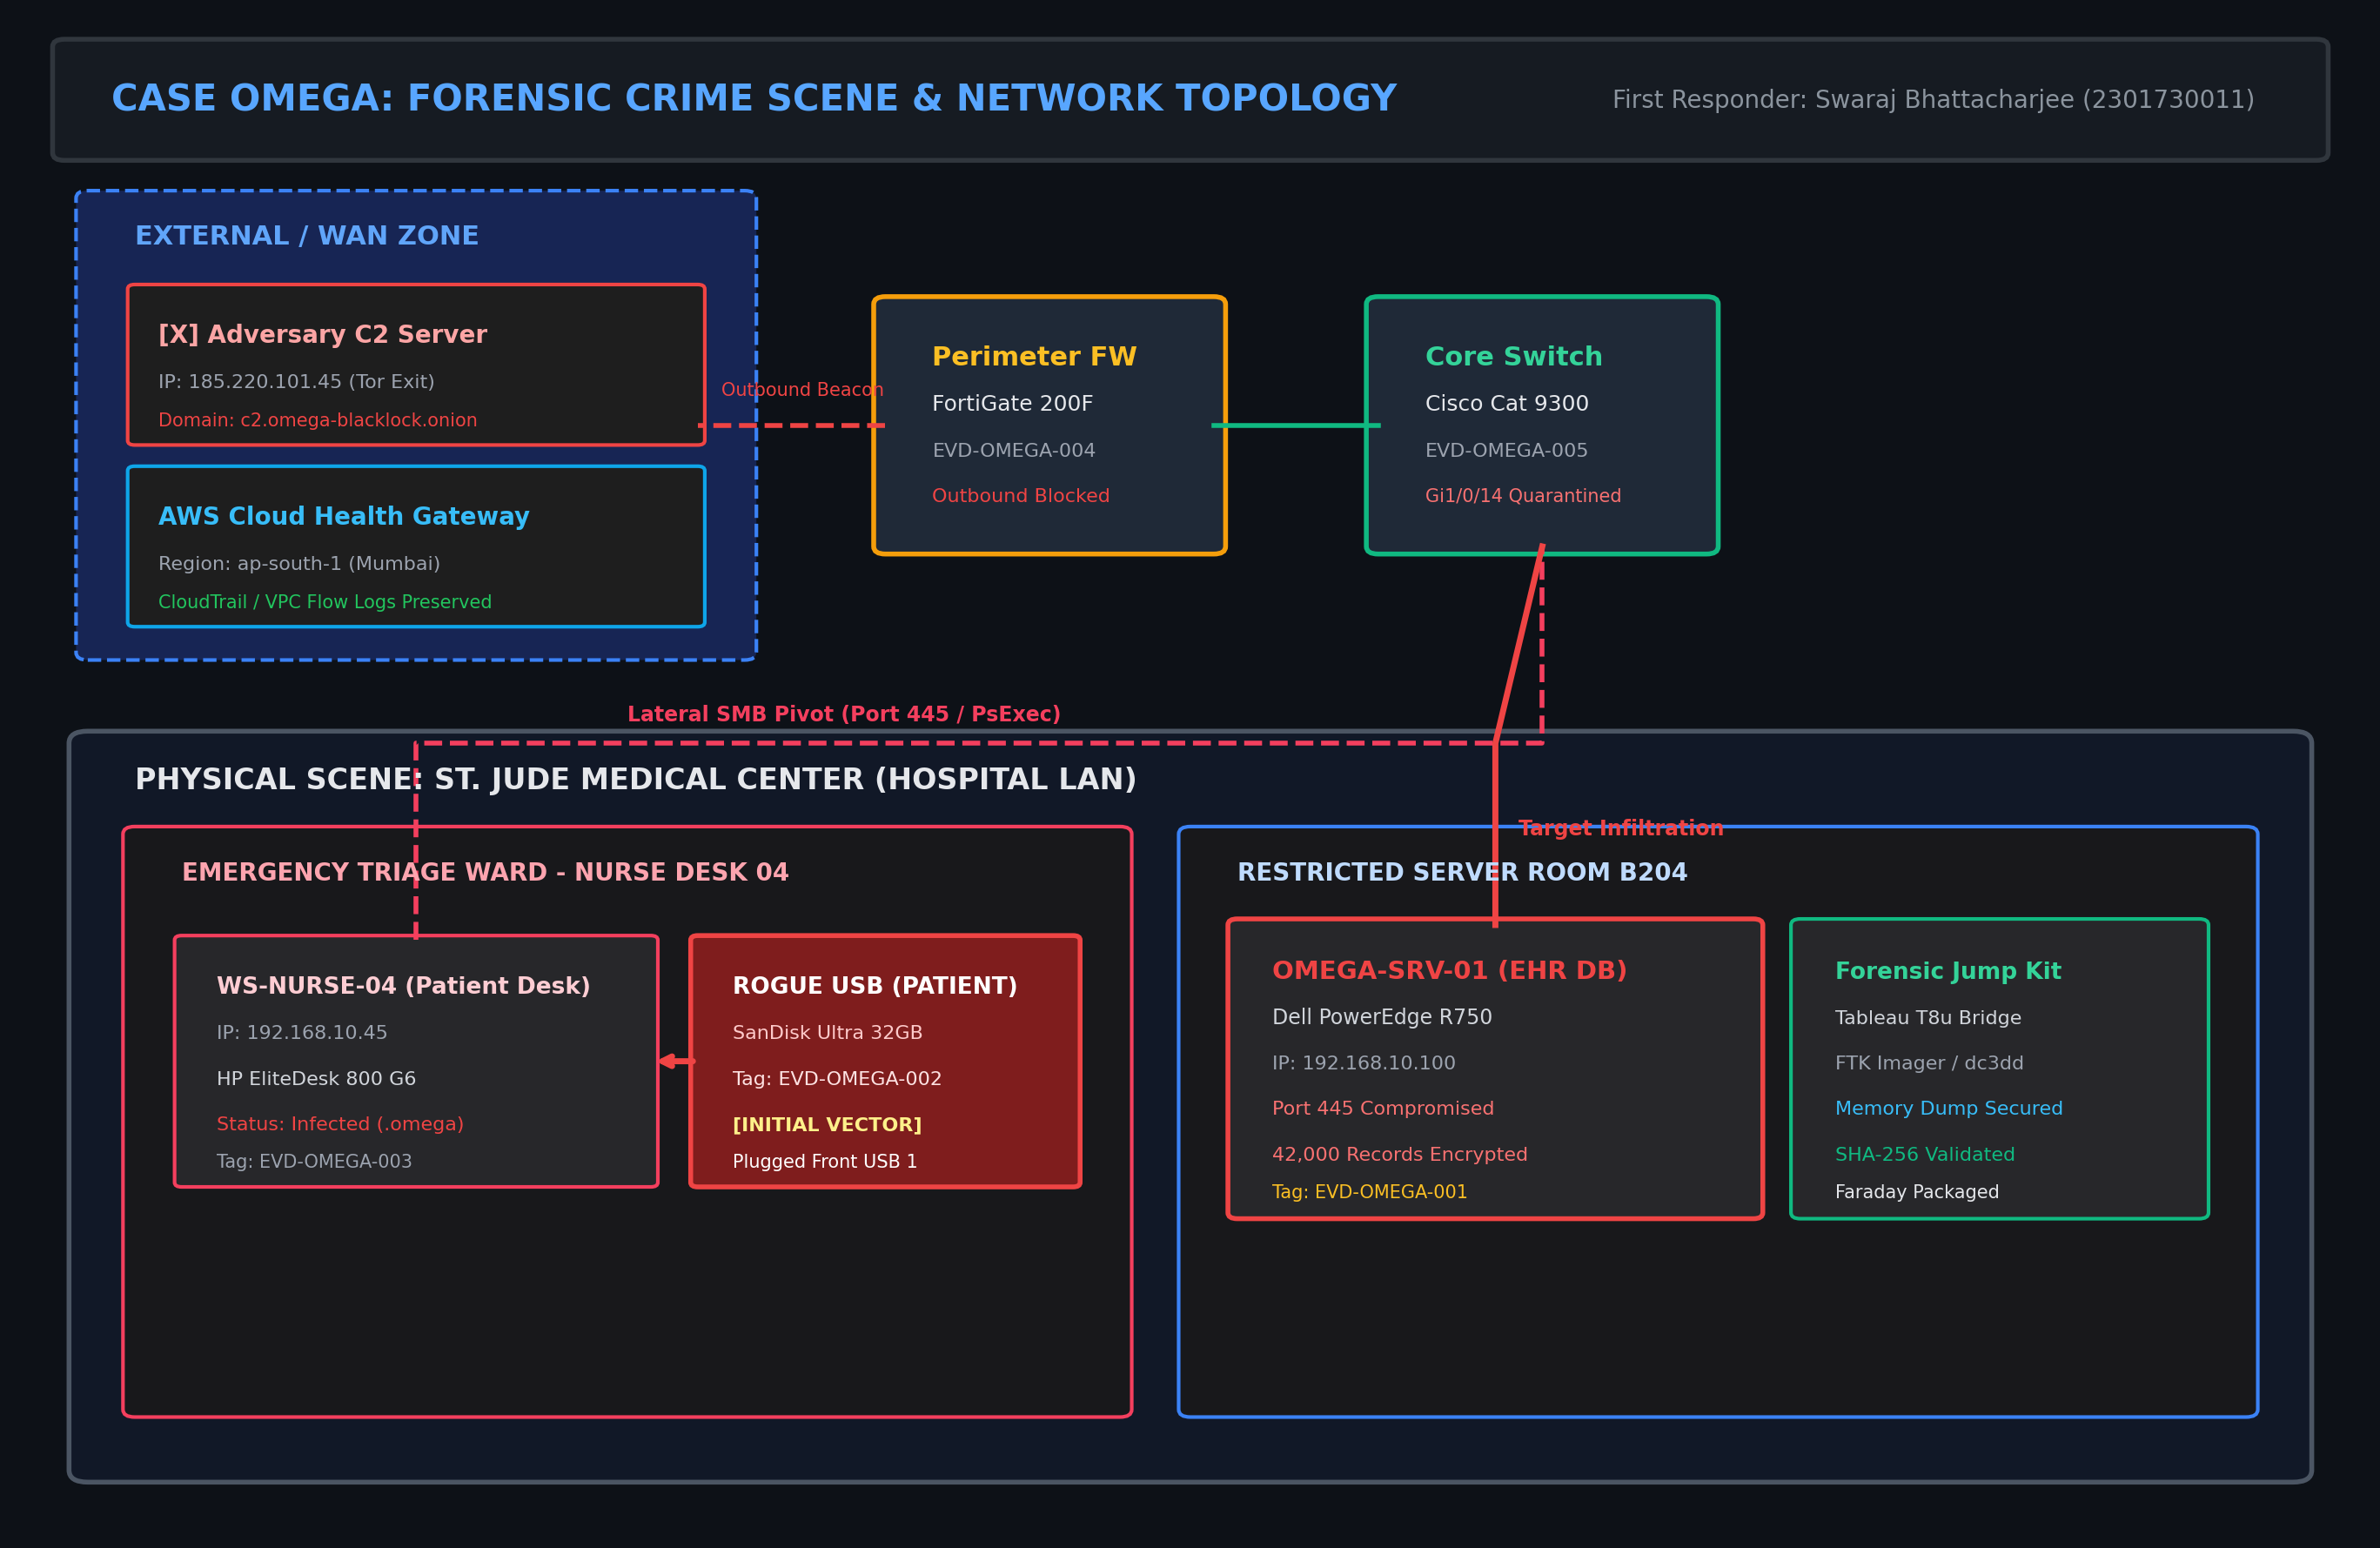 CASE OMEGA: FORENSIC CRIME SCENE & NETWORK TOPOLOGY
First Responder: Swaraj Bhattacharjee (2301730011)
EXTERNAL / WAN ZONE
[X] Adversary C2 Server
IP: 185.220.101.45 (Tor Exit)
Domain: c2.omega-blacklock.onion
AWS Cloud Health Gateway
Region: ap-south-1 (Mumbai)
CloudTrail / VPC Flow Logs Preserved
Outbound Beacon
Perimeter FW
FortiGate 200F
EVD-OMEGA-004
Outbound Blocked
Core Switch
Cisco Cat 9300
EVD-OMEGA-005
Gi1/0/14 Quarantined
Lateral SMB Pivot (Port 445 / PsExec)
PHYSICAL SCENE: ST. JUDE MEDICAL CENTER (HOSPITAL LAN)
EMERGENCY TRIAGE WARD - NURSE DESK 04
WS-NURSE-04 (Patient Desk)
IP: 192.168.10.45
HP EliteDesk 800 G6
Status: Infected (.omega)
Tag: EVD-OMEGA-003
ROGUE USB (PATIENT)
SanDisk Ultra 32GB
Tag: EVD-OMEGA-002
[INITIAL VECTOR]
Plugged Front USB 1
Target Infiltration
RESTRICTED SERVER ROOM B204
OMEGA-SRV-01 (EHR DB)
Dell PowerEdge R750
IP: 192.168.10.100
Port 445 Compromised
42,000 Records Encrypted
Tag: EVD-OMEGA-001
Forensic Jump Kit
Tableau T8u Bridge
FTK Imager / dc3dd
Memory Dump Secured
SHA-256 Validated
Faraday Packaged